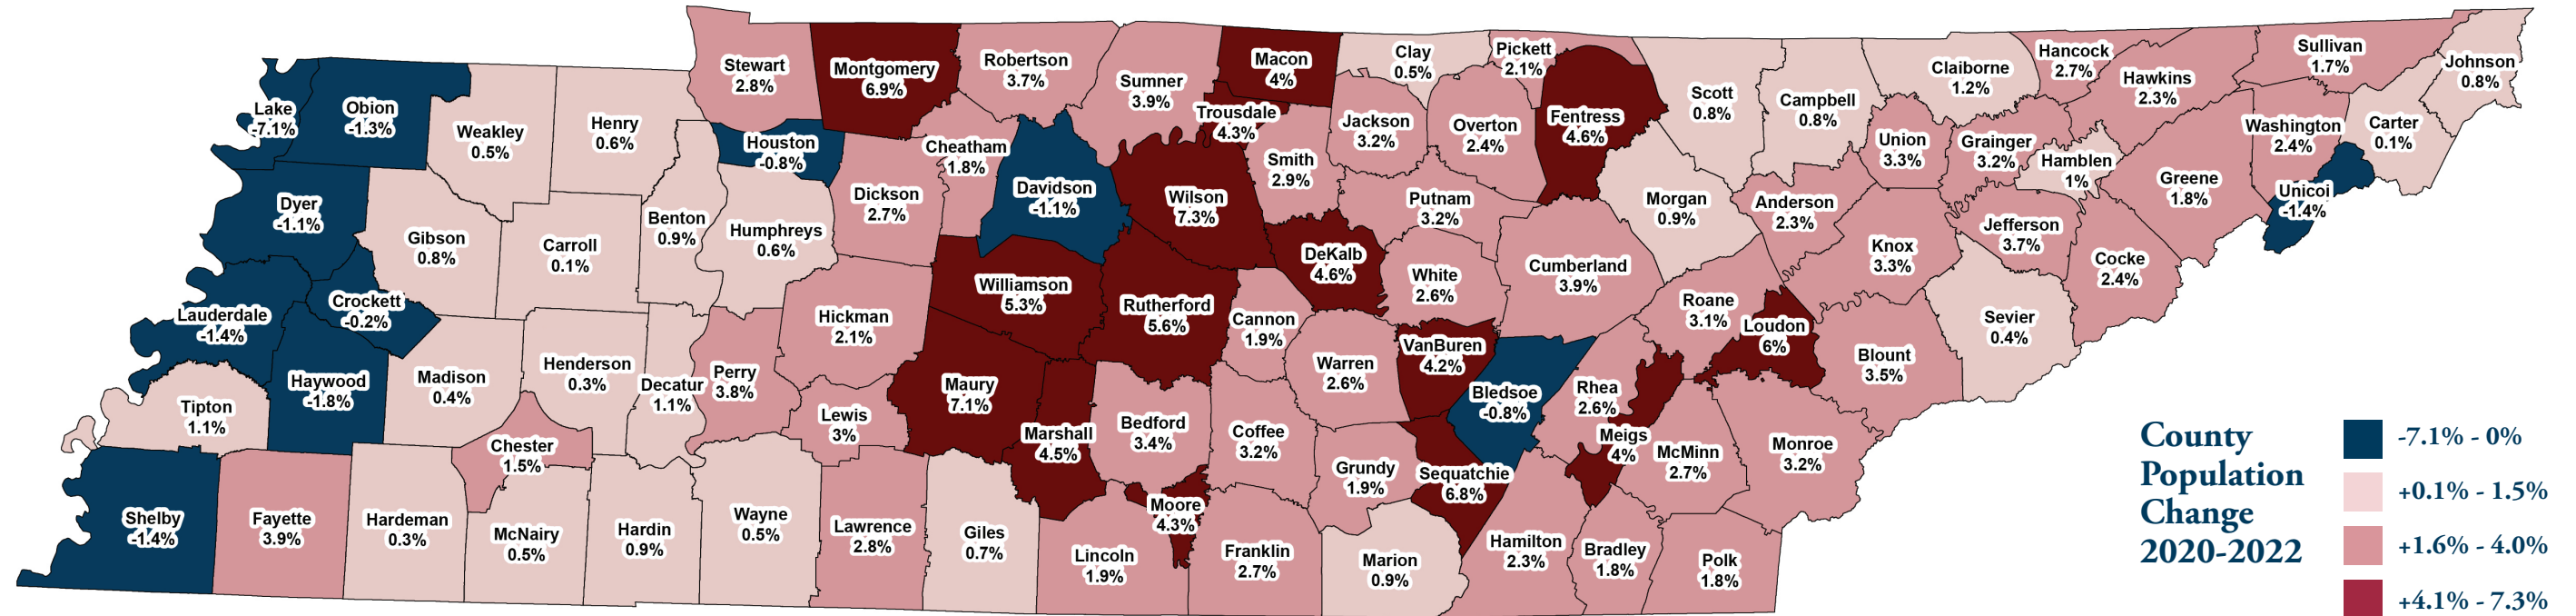 Stewart
2.8%
Montgomery
6.9%
Robertson
3.7%
Sumner
3.9%
Macon
4%
Trousdale
4.3%
Clay
0.5%
Pickett
2.1%
Fentress
4.6%
Scott
0.8%
Campbell
0.8%
Claiborne
1.2%
Hancock
2.7%
Hawkins
2.3%
Sullivan
1.7%
Johnson
0.8%
Lake
-7.1%
Obion
-1.3%
Weakley
0.5%
Henry
0.6%
Houston
-0.8%
Cheatham
1.8%
Davidson
-1.1%
Wilson
7.3%
Smith
2.9%
Jackson
3.2%
Overton
2.4%
Morgan
0.9%
Anderson
2.3%
Union
3.3%
Grainger
3.2%
Hamblen
1%
Greene
1.8%
Washington
2.4%
Unicoi
-1.4%
Carter
0.1%
Dyer
-1.1%
Gibson
0.8%
Carroll
0.1%
Benton
0.9%
Humphreys
0.6%
Dickson
2.7%
Williamson
5.3%
Rutherford
5.6%
Cannon
1.9%
DeKalb
4.6%
Putnam
3.2%
White
2.6%
Cumberland
3.9%
Roane
3.1%
Loudon
6%
Knox
3.3%
Blount
3.5%
Jefferson
3.7%
Sevier
0.4%
Cocke
2.4%
Lauderdale
-1.4%
Crockett
-0.2%
Haywood
-1.8%
Madison
0.4%
Henderson
0.3%
Decatur
1.1%
Perry
3.8%
Hickman
2.1%
Lewis
3%
Maury
7.1%
Marshall
4.5%
Bedford
3.4%
Coffee
3.2%
Warren
2.6%
VanBuren
4.2%
Bledsoe
-0.8%
Rhea
2.6%
Meigs
4%
McMinn
2.7%
Monroe
3.2%
Tipton
1.1%
Shelby
-1.4%
Fayette
3.9%
Hardeman
0.3%
Chester
1.5%
McNairy
0.5%
Hardin
0.9%
Wayne
0.5%
Lawrence
2.8%
Giles
0.7%
Lincoln
1.9%
Moore
4.3%
Franklin
2.7%
Grundy
1.9%
Sequatchie
6.8%
Marion
0.9%
Hamilton
2.3%
Bradley
1.8%
Polk
1.8%
County
Population
Change
2020-2022
-7.1% - 0%
+0.1% - 1.5%
+1.6% - 4.0%
+4.1% - 7.3%